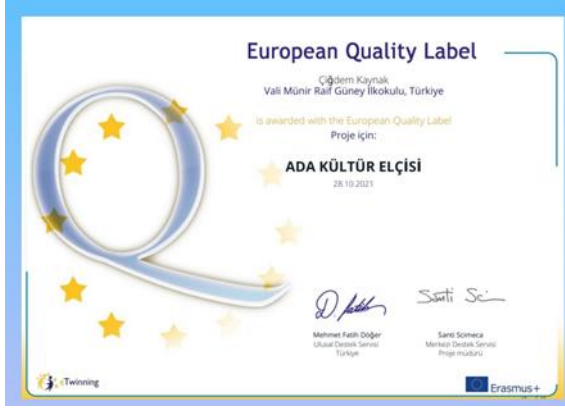 European Quality Label
Çiğdem Kaynak
Vali Münir Raif Güney İlkokulu, Türkiye
is awarded with the European Quality Label
Proje için:
ADA KÜLTÜR ELÇİSİ
28.10.2021
Mehmet Fatih Döğer
Ulusal Destek Servisi
Türkiye
Santi Scimeca
Merkezi Destek Servisi
Proje müdürü
eTwinning
Erasmus+